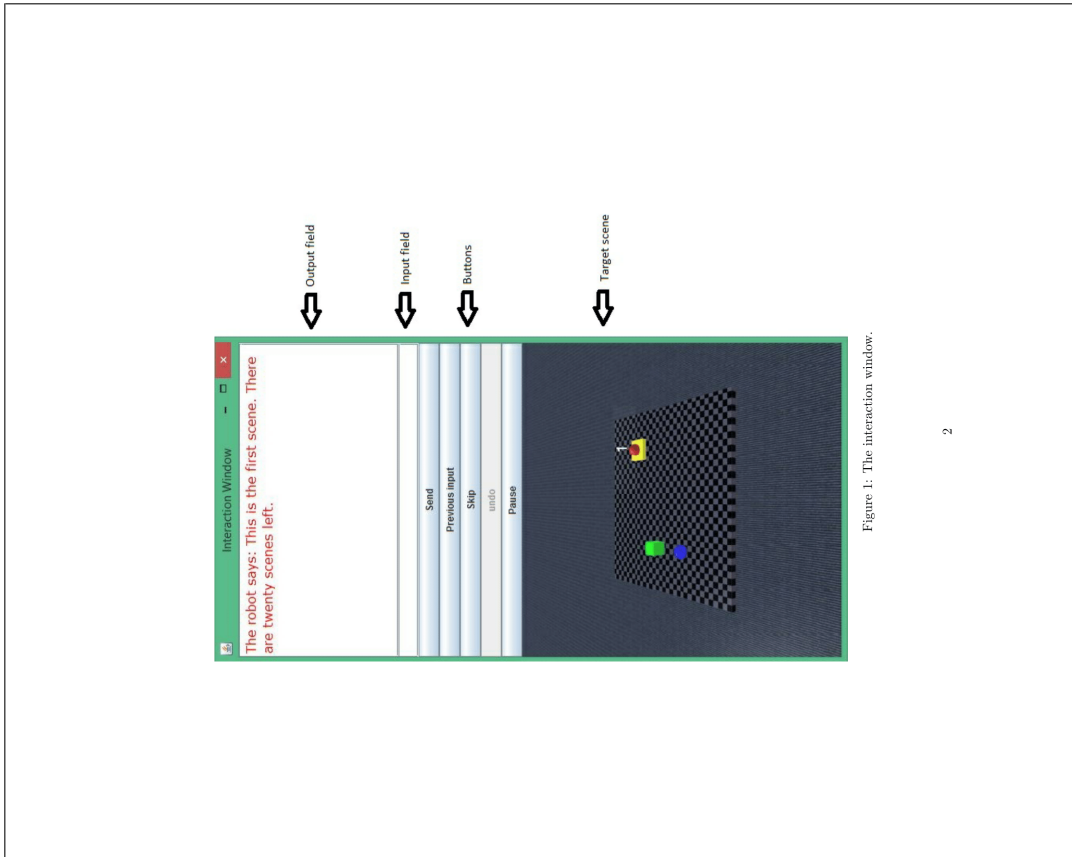 Interaction Window
The robot says: This is the first scene. There
are twenty scenes left.
Output field
Input field
Send
Previous input
Buttons
Skip
undo
Pause
Target scene
1
Figure 1: The interaction window.
2